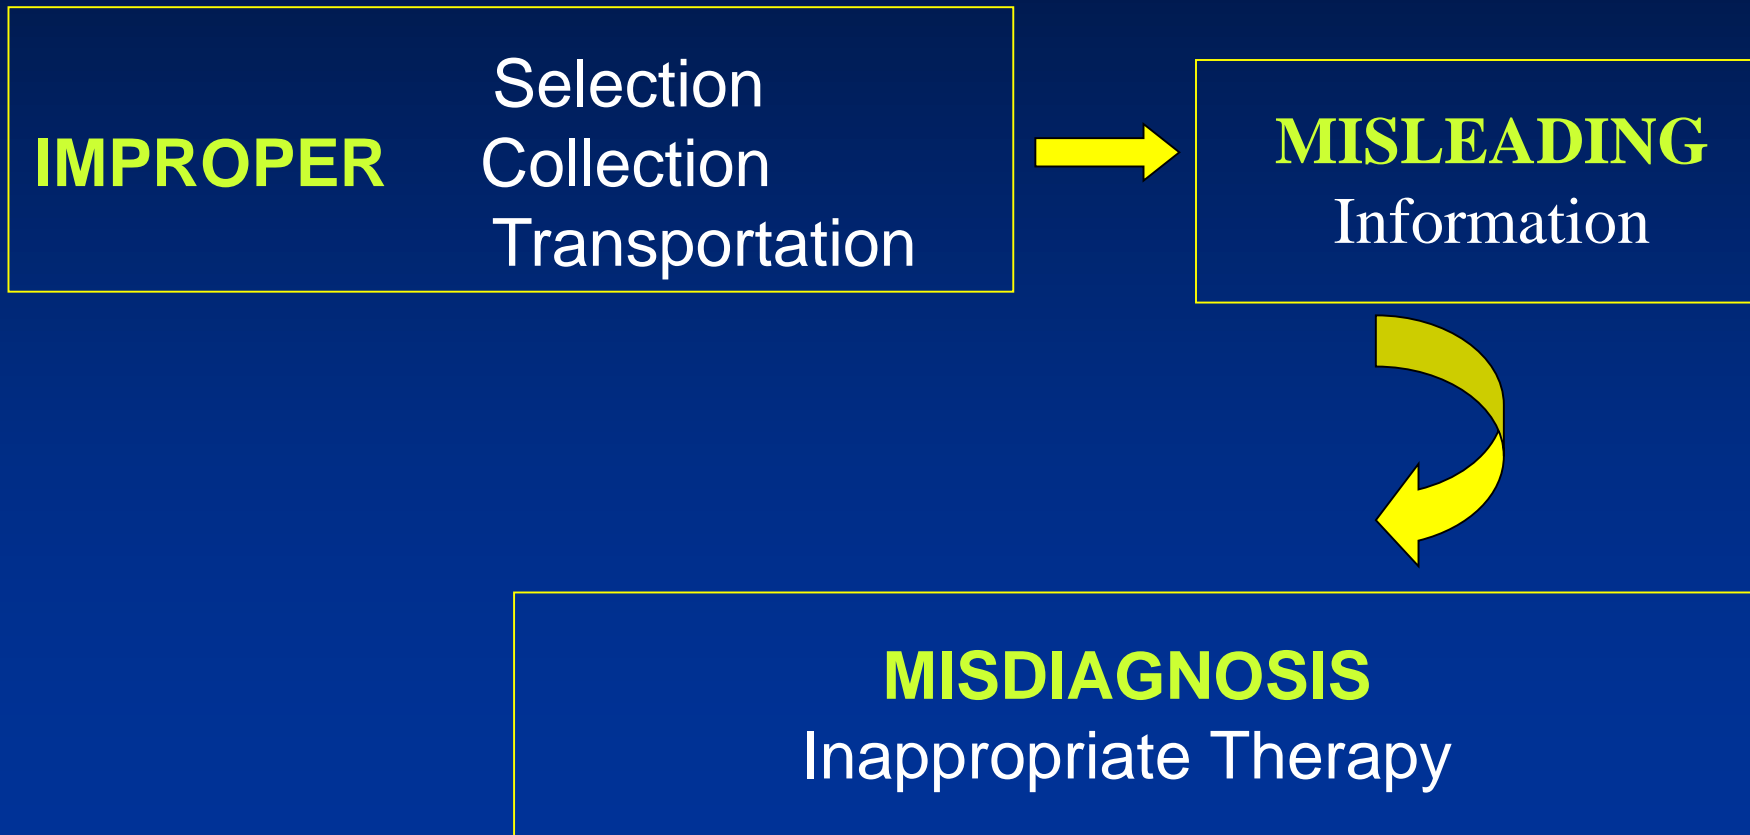 Selection
IMPROPER Collection
Transportation
MISLEADING
Information
MISDIAGNOSIS
Inappropriate Therapy